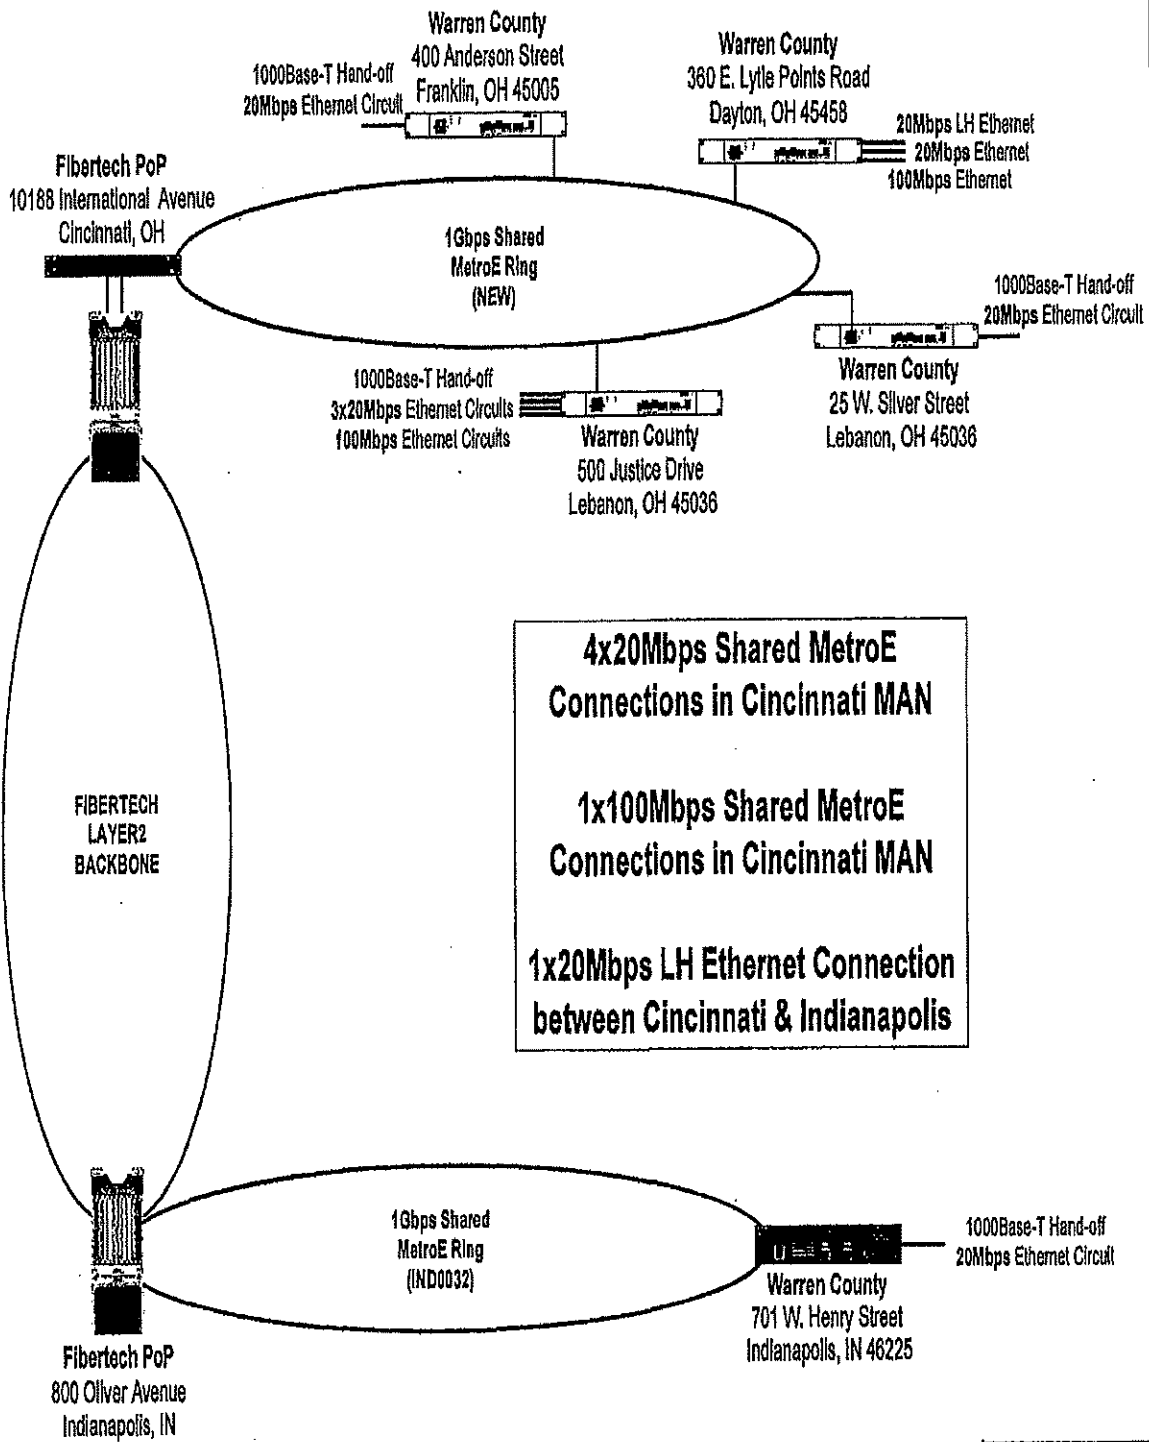 Warren County
400 Anderson Street
Franklin, OH 45005
1000Base-T Hand-off
20Mbps Ethernet Circuit
Warren County
360 E. Lytle Points Road
Dayton, OH 45458
20Mbps LH Ethernet
20Mbps Ethernet
100Mbps Ethernet
Fibertech PoP
10188 International Avenue
Cincinnati, OH
1Gbps Shared
MetroE Ring
(NEW)
1000Base-T Hand-off
20Mbps Ethernet Circuit
Warren County
25 W. Silver Street
Lebanon, OH 45036
1000Base-T Hand-off
3x20Mbps Ethernet Circuits
100Mbps Ethernet Circuits
Warren County
500 Justice Drive
Lebanon, OH 45036
4x20Mbps Shared MetroE
Connections in Cincinnati MAN
1x100Mbps Shared MetroE
Connections in Cincinnati MAN
1x20Mbps LH Ethernet Connection
between Cincinnati & Indianapolis
FIBERTECH
LAYER2
BACKBONE
1Gbps Shared
MetroE Ring
(IND0032)
1000Base-T Hand-off
20Mbps Ethernet Circuit
Warren County
701 W. Henry Street
Indianapolis, IN 46225
Fibertech PoP
800 Oliver Avenue
Indianapolis, IN